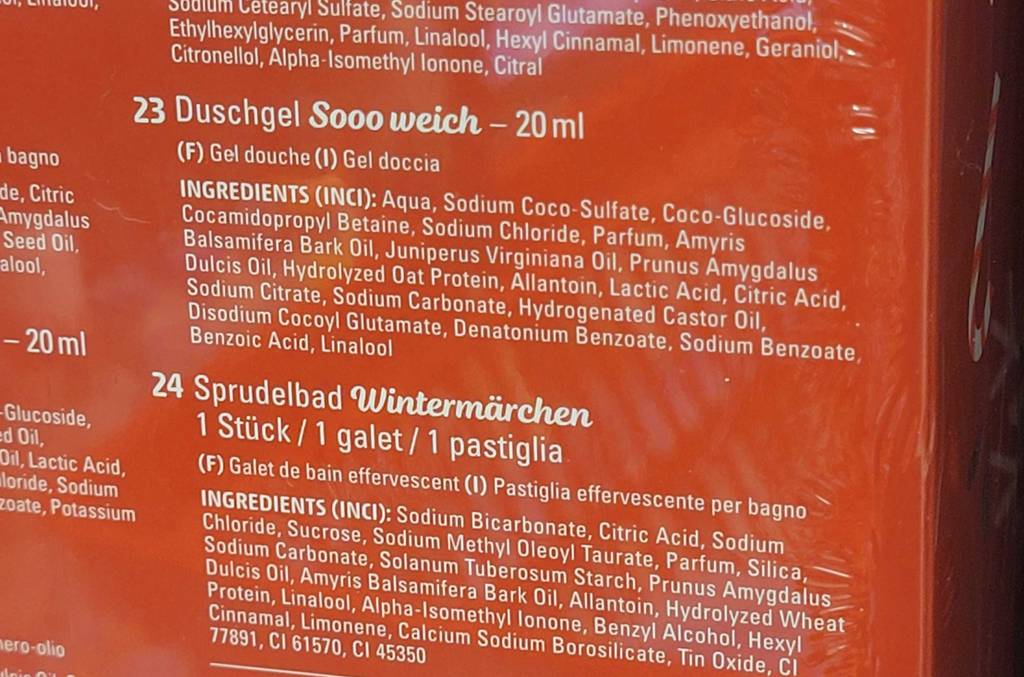 Sodium Cetearyl Sulfate, Sodium Stearoyl Glutamate, Phenoxyethanol,
Ethylhexylglycerin, Parfum, Linalool, Hexyl Cinnamal, Limonene, Geraniol,
Citronellol, Alpha-Isomethyl Ionone, Citral
23 Duschgel Sooo weich – 20 ml
(F) Gel douche (I) Gel doccia
INGREDIENTS (INCI): Aqua, Sodium Coco-Sulfate, Coco-Glucoside,
Cocamidopropyl Betaine, Sodium Chloride, Parfum, Amyris
Balsamifera Bark Oil, Juniperus Virginiana Oil, Prunus Amygdalus
Dulcis Oil, Hydrolyzed Oat Protein, Allantoin, Lactic Acid, Citric Acid,
Sodium Citrate, Sodium Carbonate, Hydrogenated Castor Oil,
Disodium Cocoyl Glutamate, Denatonium Benzoate, Sodium Benzoate,
Benzoic Acid, Linalool
24 Sprudelbad Wintermärchen
1 Stück / 1 galet / 1 pastiglia
(F) Galet de bain effervescent (I) Pastiglia effervescente per bagno
INGREDIENTS (INCI): Sodium Bicarbonate, Citric Acid, Sodium
Chloride, Sucrose, Sodium Methyl Oleoyl Taurate, Parfum, Silica,
Sodium Carbonate, Solanum Tuberosum Starch, Prunus Amygdalus
Dulcis Oil, Amyris Balsamifera Bark Oil, Allantoin, Hydrolyzed Wheat
Protein, Linalool, Alpha-Isomethyl Ionone, Benzyl Alcohol, Hexyl
Cinnamal, Limonene, Calcium Sodium Borosilicate, Tin Oxide, CI
77891, CI 61570, CI 45350
bagno
de, Citric
Amygdalus
Seed Oil,
alool,
– 20 ml
-Glucoside,
ed Oil,
Oil, Lactic Acid,
loride, Sodium
zoate, Potassium
nero-olio